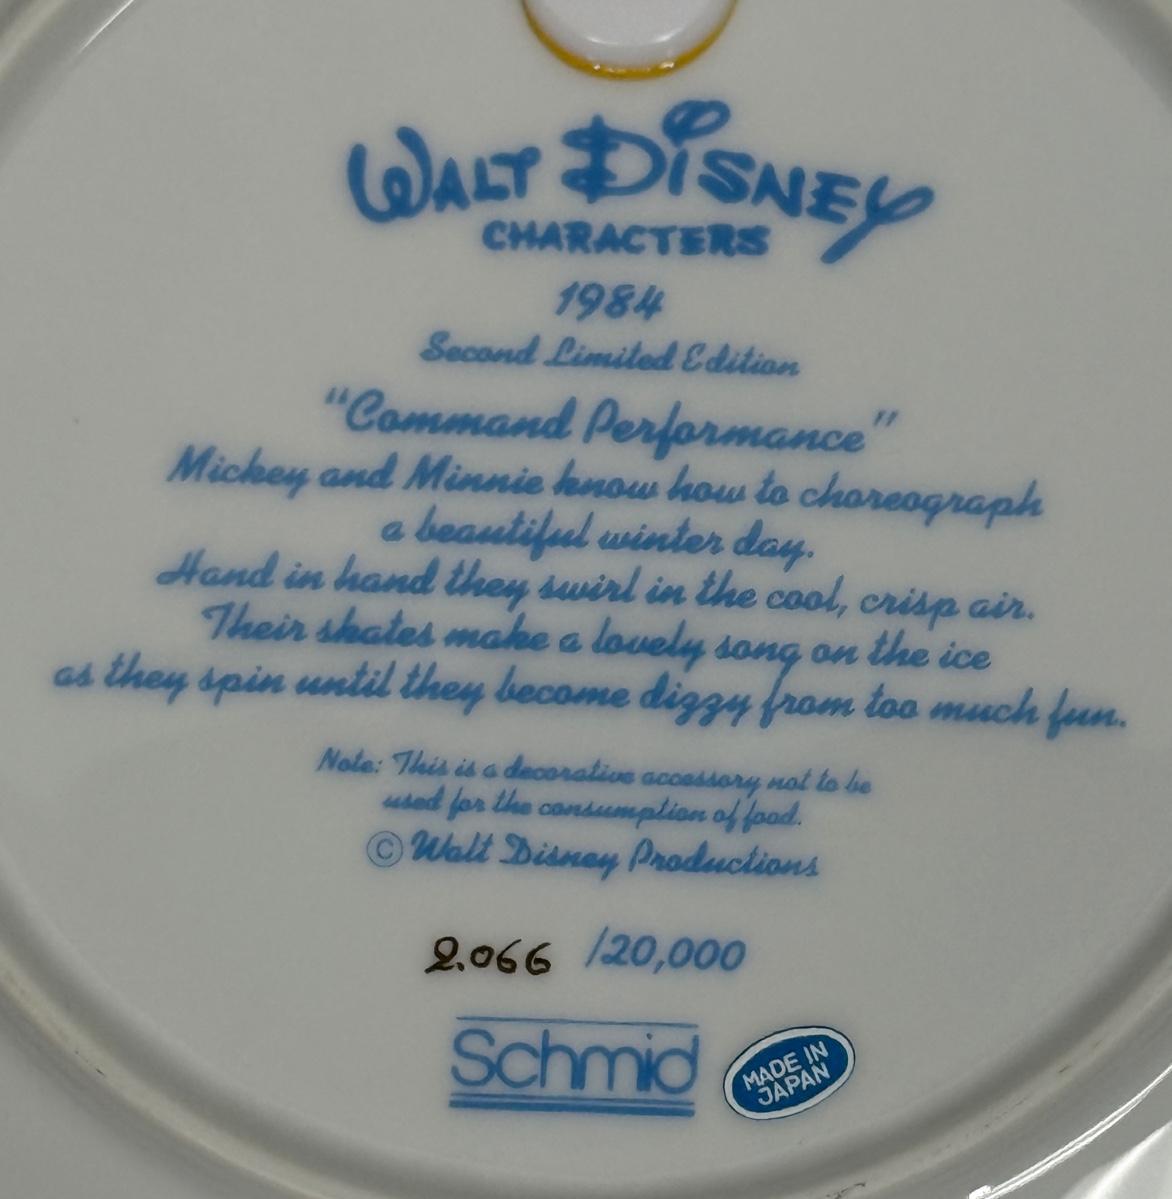 WALT DISNEY
CHARACTERS
1984
Second Limited Edition
"Command Performance"
Mickey and Minnie know how to choreograph
a beautiful winter day.
Hand in hand they swirl in the cool, crisp air.
Their skates make a lovely song on the ice
as they spin until they become dizzy from too much fun.
Note: This is a decorative accessory not to be
used for the consumption of food.
© Walt Disney Productions
2.066 /20,000
Schmid
MADE IN
JAPAN